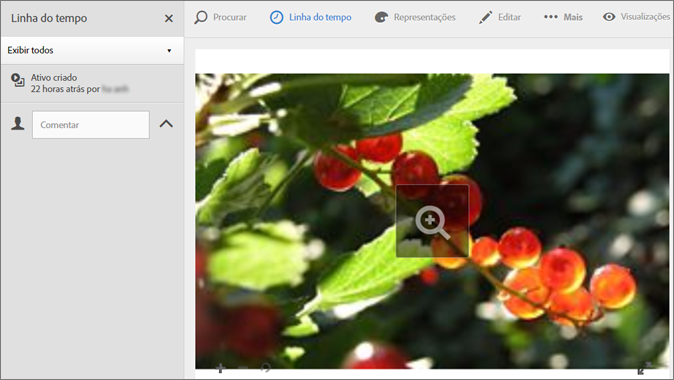 Linha do tempo
Procurar
Linha do tempo
Representações
Editar
Mais
Visualizações
Exibir todos
Ativo criado
22 horas atrás por
Comentar